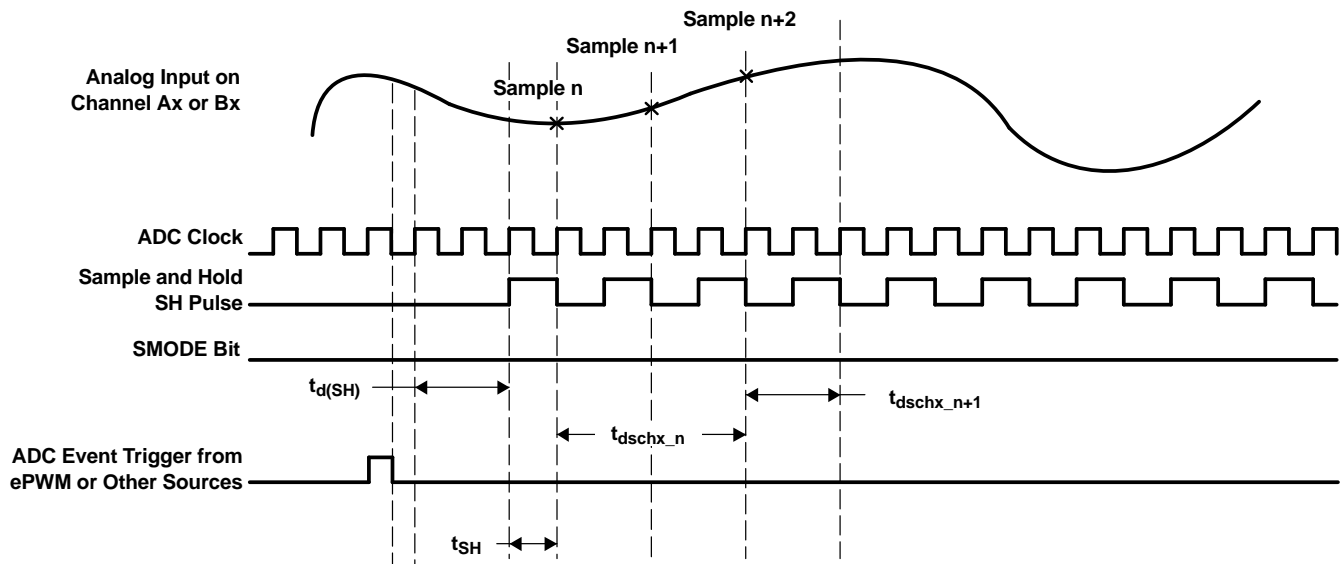 Sample n+2
Sample n+1
Analog Input on
Channel Ax or Bx
Sample n
ADC Clock
Sample and Hold
SH Pulse
SMODE Bit
td(SH)
tdschx_n+1
tdschx_n
ADC Event Trigger from
ePWM or Other Sources
tSH